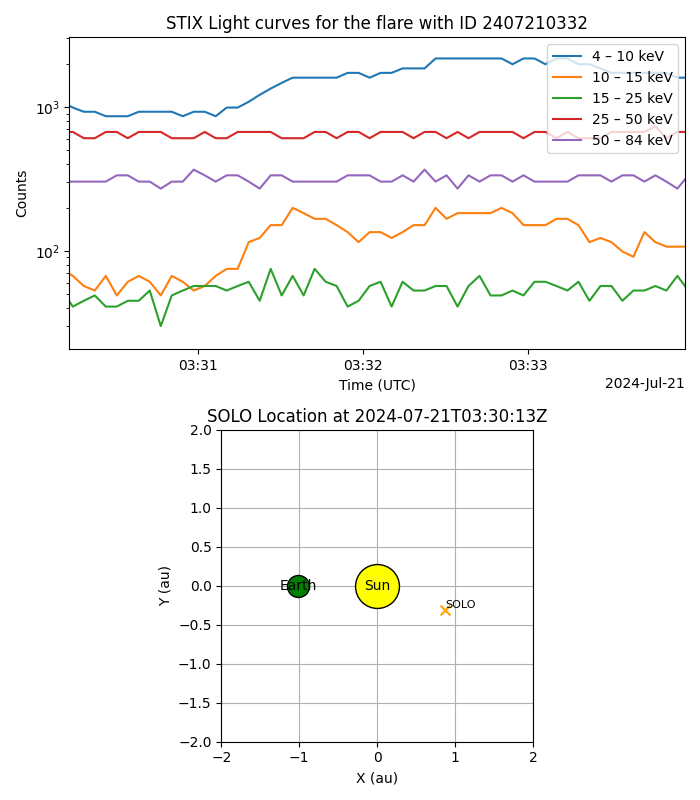 STIX Light curves for the flare with ID 2407210332
4 – 10 keV
10 – 15 keV
15 – 25 keV
25 – 50 keV
50 – 84 keV
10³
10²
Counts
03:31
03:32
03:33
Time (UTC)
2024-Jul-21
SOLO Location at 2024-07-21T03:30:13Z
2.0
1.5
1.0
0.5
0.0
−0.5
−1.0
−1.5
−2.0
Y (au)
Earth
Sun
SOLO
−2
−1
0
1
2
X (au)